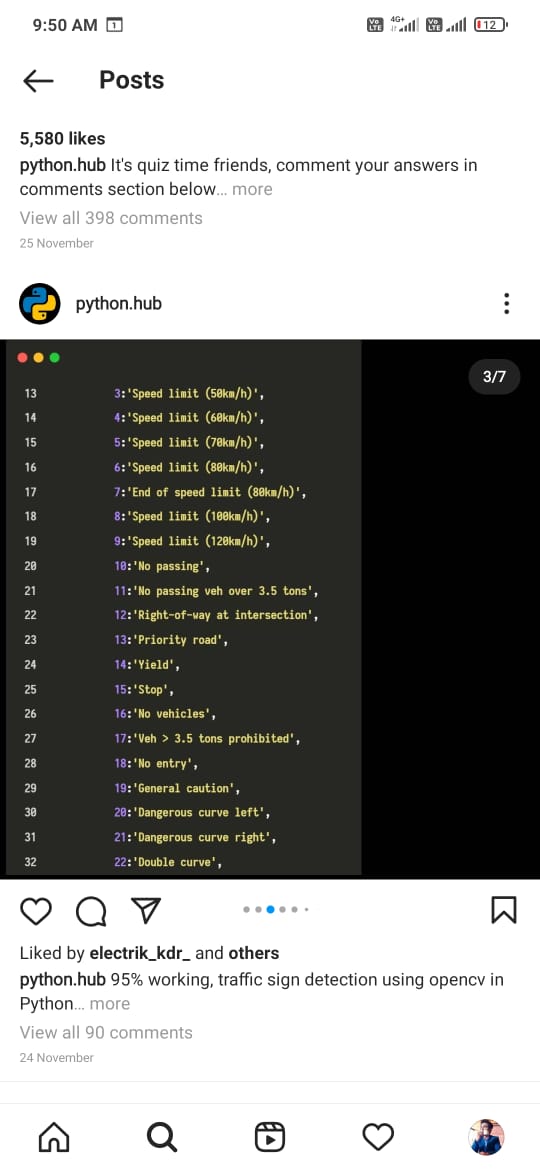 9:50 AM 1 Vo LTE 4G+ Vo LTE 12
Posts
5,580 likes
python.hub It's quiz time friends, comment your answers in
comments section below... more
View all 398 comments
25 November
python.hub
3/7
13 3:'Speed limit (50km/h)',
14 4:'Speed limit (60km/h)',
15 5:'Speed limit (70km/h)',
16 6:'Speed limit (80km/h)',
17 7:'End of speed limit (80km/h)',
18 8:'Speed limit (100km/h)',
19 9:'Speed limit (120km/h)',
20 10:'No passing',
21 11:'No passing veh over 3.5 tons',
22 12:'Right-of-way at intersection',
23 13:'Priority road',
24 14:'Yield',
25 15:'Stop',
26 16:'No vehicles',
27 17:'Veh > 3.5 tons prohibited',
28 18:'No entry',
29 19:'General caution',
30 20:'Dangerous curve left',
31 21:'Dangerous curve right',
32 22:'Double curve',
Liked by electrik_kdr_ and others
python.hub 95% working, traffic sign detection using opencv in
Python... more
View all 90 comments
24 November